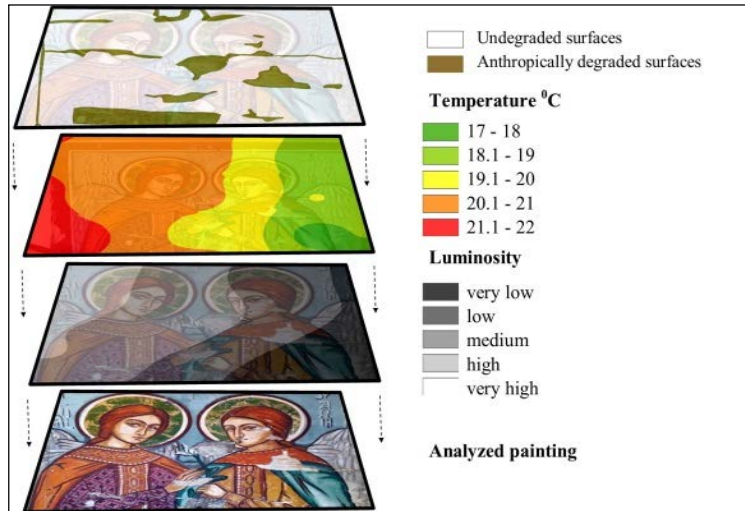 Undegraded surfaces
Anthropically degraded surfaces
Temperature ⁰C
17 - 18
18.1 - 19
19.1 - 20
20.1 - 21
21.1 - 22
Luminosity
very low
low
medium
high
very high
Analyzed painting